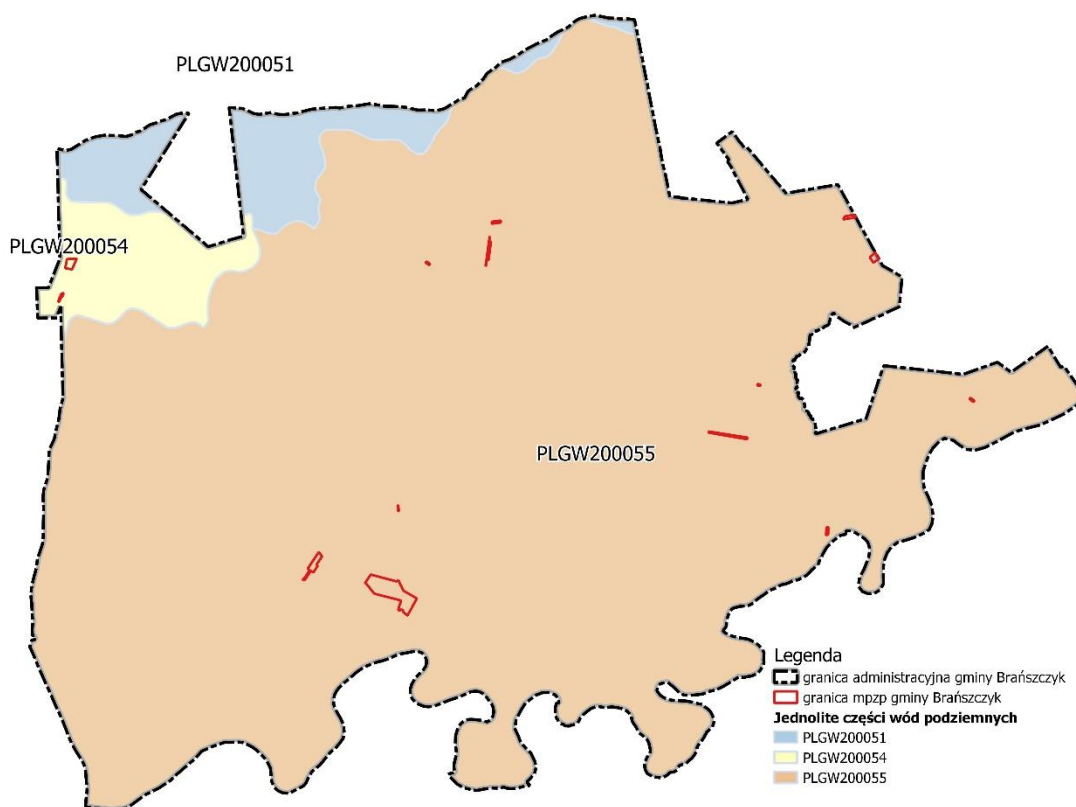 PLGW200051
PLGW200054
PLGW200055
Legenda
granica administracyjna gminy Brańszczyk
granica mpzp gminy Brańszczyk
Jednolite części wód podziemnych
PLGW200051
PLGW200054
PLGW200055